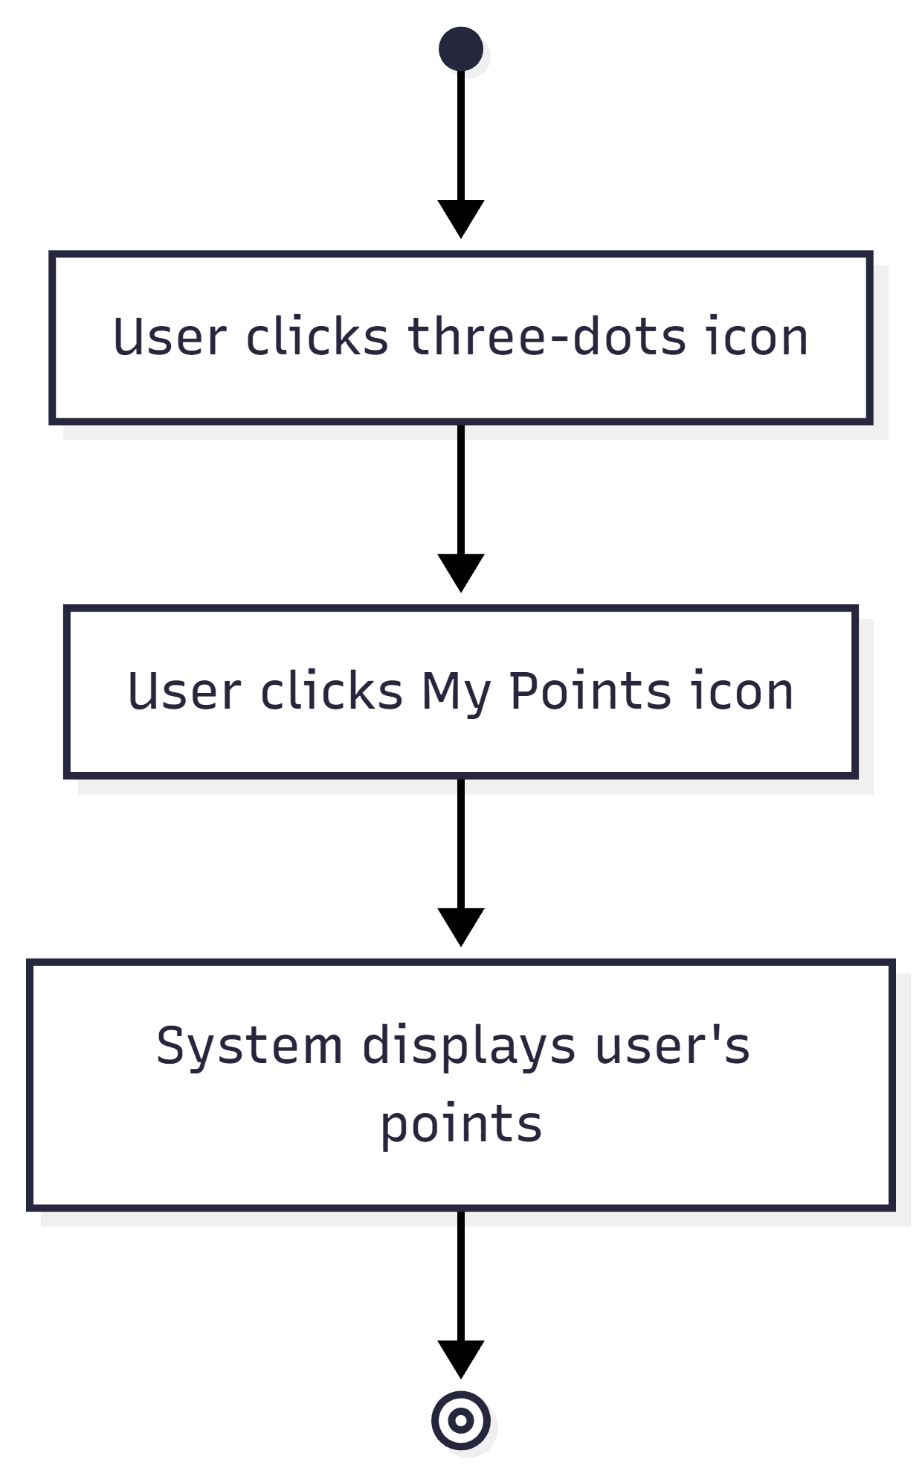 User clicks three-dots icon
User clicks My Points icon
System displays user's
points